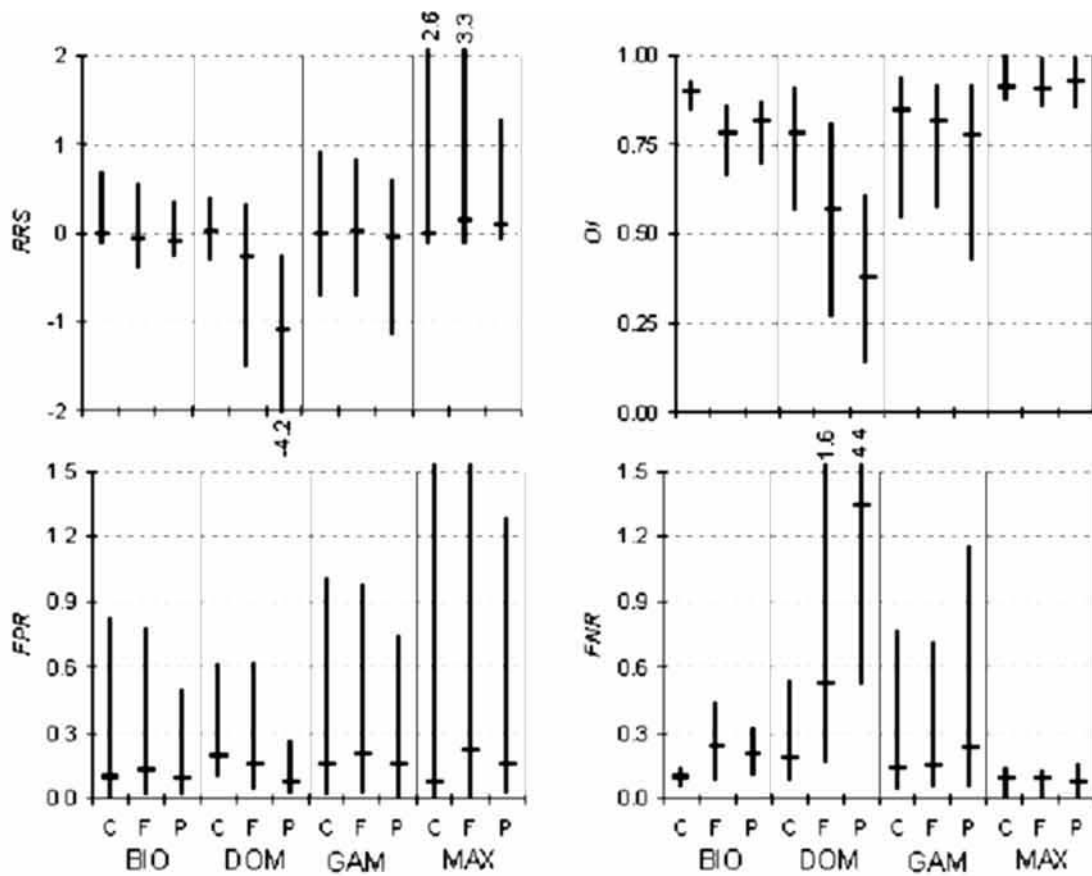 2.6 3.3
2 1.00
1 0.75
RRS 0 OI 0.50
-1 0.25
-2 0.00
-4.2 1.6 4 4
1.5 1.5
1.2 1.2
0.9 0.9
FPR FNR
0.6 0.6
0.3 0.3
0.0 0.0
C F P C F P C F P C F P C F P C F P C F P C F P
BIO DOM GAM MAX BIO DOM GAM MAX